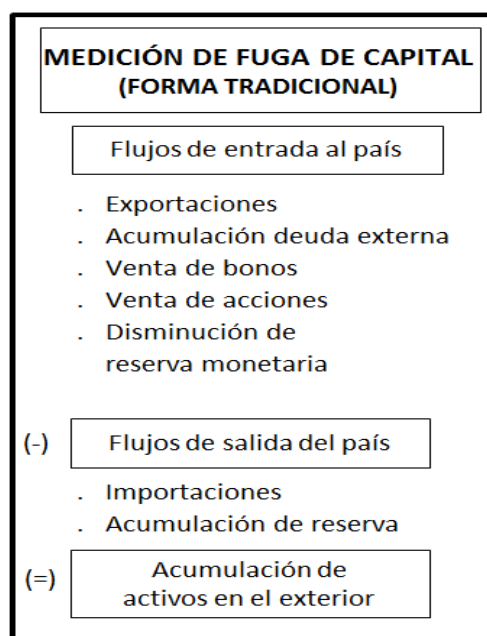 MEDICIÓN DE FUGA DE CAPITAL
(FORMA TRADICIONAL)
Flujos de entrada al país
. Exportaciones
. Acumulación deuda externa
. Venta de bonos
. Venta de acciones
. Disminución de
reserva monetaria
(-) Flujos de salida del país
. Importaciones
. Acumulación de reserva
(=) Acumulación de
activos en el exterior